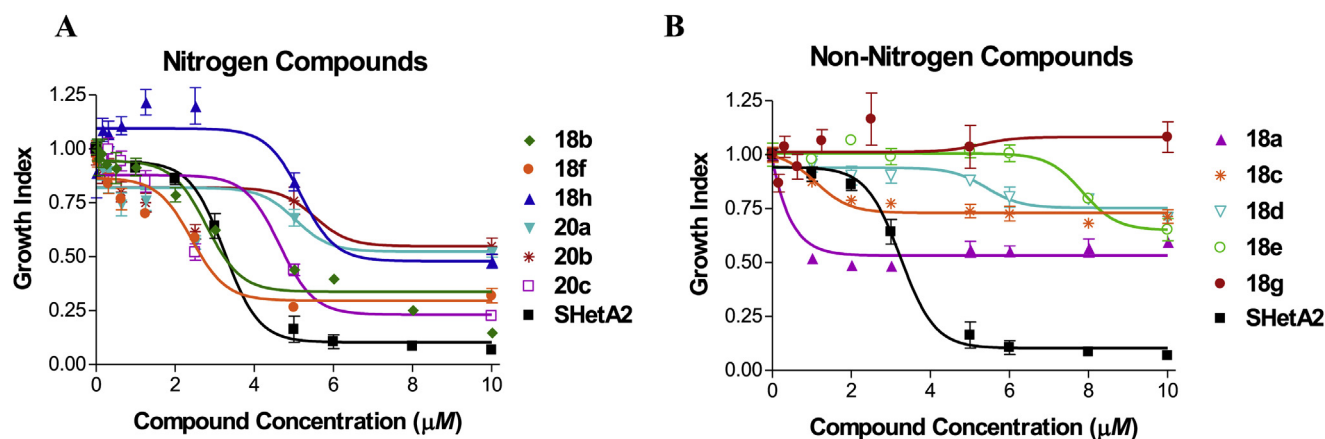 A
Nitrogen Compounds
Growth Index
1.25
1.00
0.75
0.50
0.25
0.00
0
2
4
6
8
10
Compound Concentration (μM)
18b
18f
18h
20a
20b
20c
SHetA2
B
Non-Nitrogen Compounds
Growth Index
1.25
1.00
0.75
0.50
0.25
0.00
0
2
4
6
8
10
Compound Concentration (μM)
18a
18c
18d
18e
18g
SHetA2